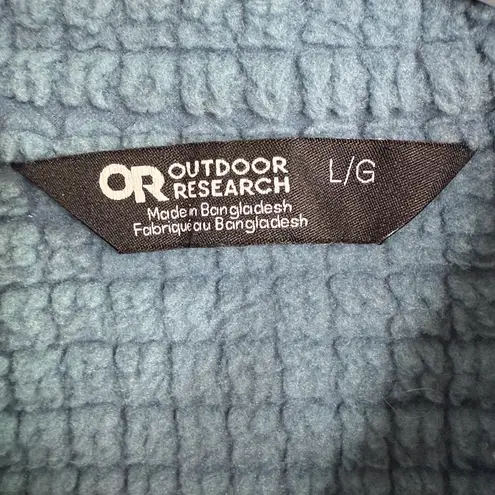 OR OUTDOOR
RESEARCH
L/G
Made in Bangladesh
Fabriqué au Bangladesh